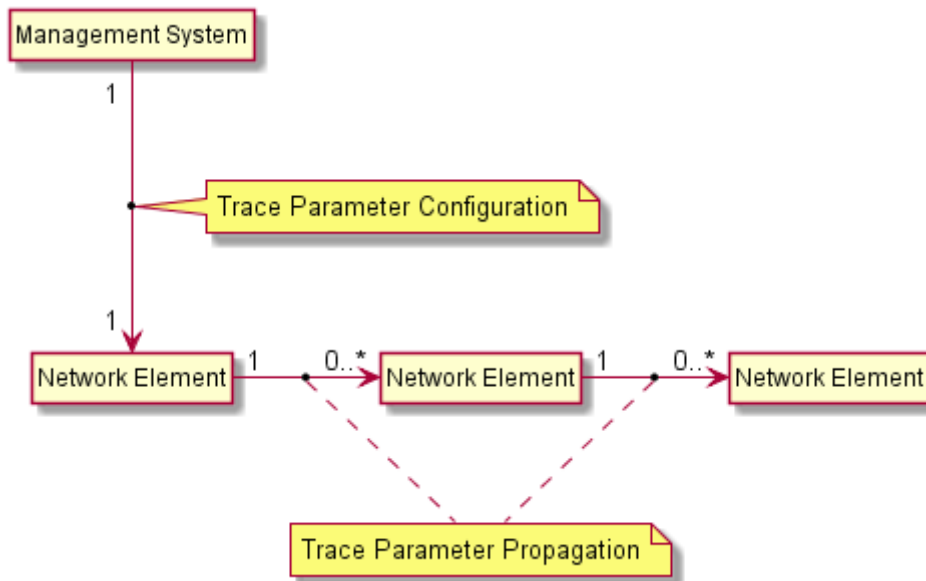 Management System
1
Trace Parameter Configuration
1
Network Element
1
0..*
Network Element
1
0..*
Network Element
Trace Parameter Propagation